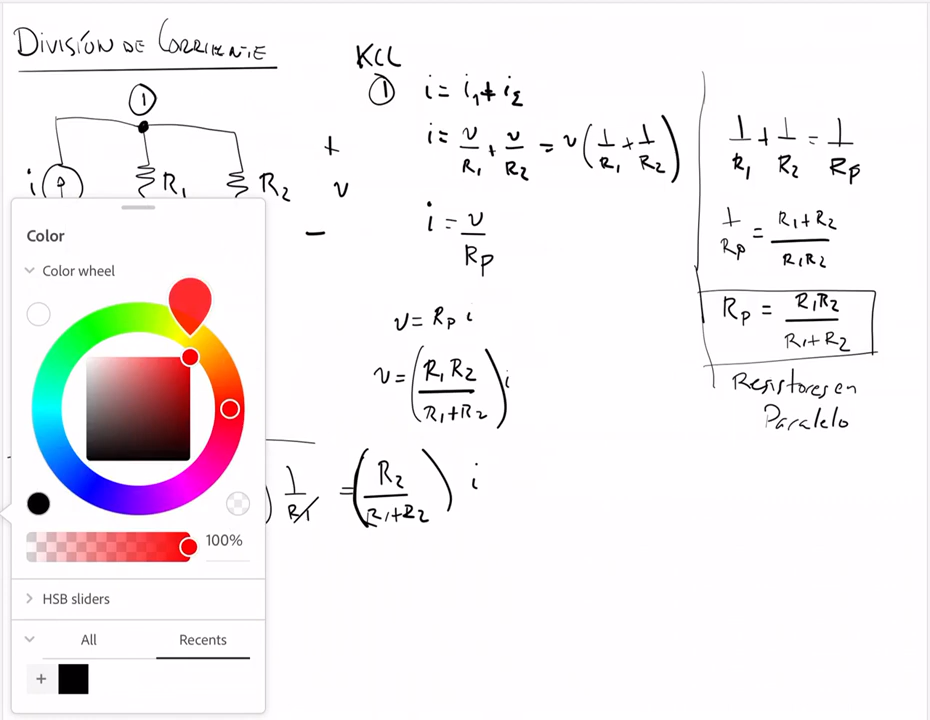 DIVISIÓN DE CORRIENTE
KCL
① i = i₁ + i₂
①
i = v/R₁ + v/R₂ = v(1/R₁ + 1/R₂)
+
v
−
i
R₁
R₂
i = v/Rp
v = Rp i
v = (R₁R₂/R₁+R₂) i
) 1/R₁ = (R₂/R₁+R₂) i
1/R₁ + 1/R₂ = 1/Rp
1/Rp = R₁+R₂/R₁R₂
Rp = R₁R₂/R₁+R₂
Resistores en
Paralelo
Color
Color wheel
100%
HSB sliders
All
Recents
+